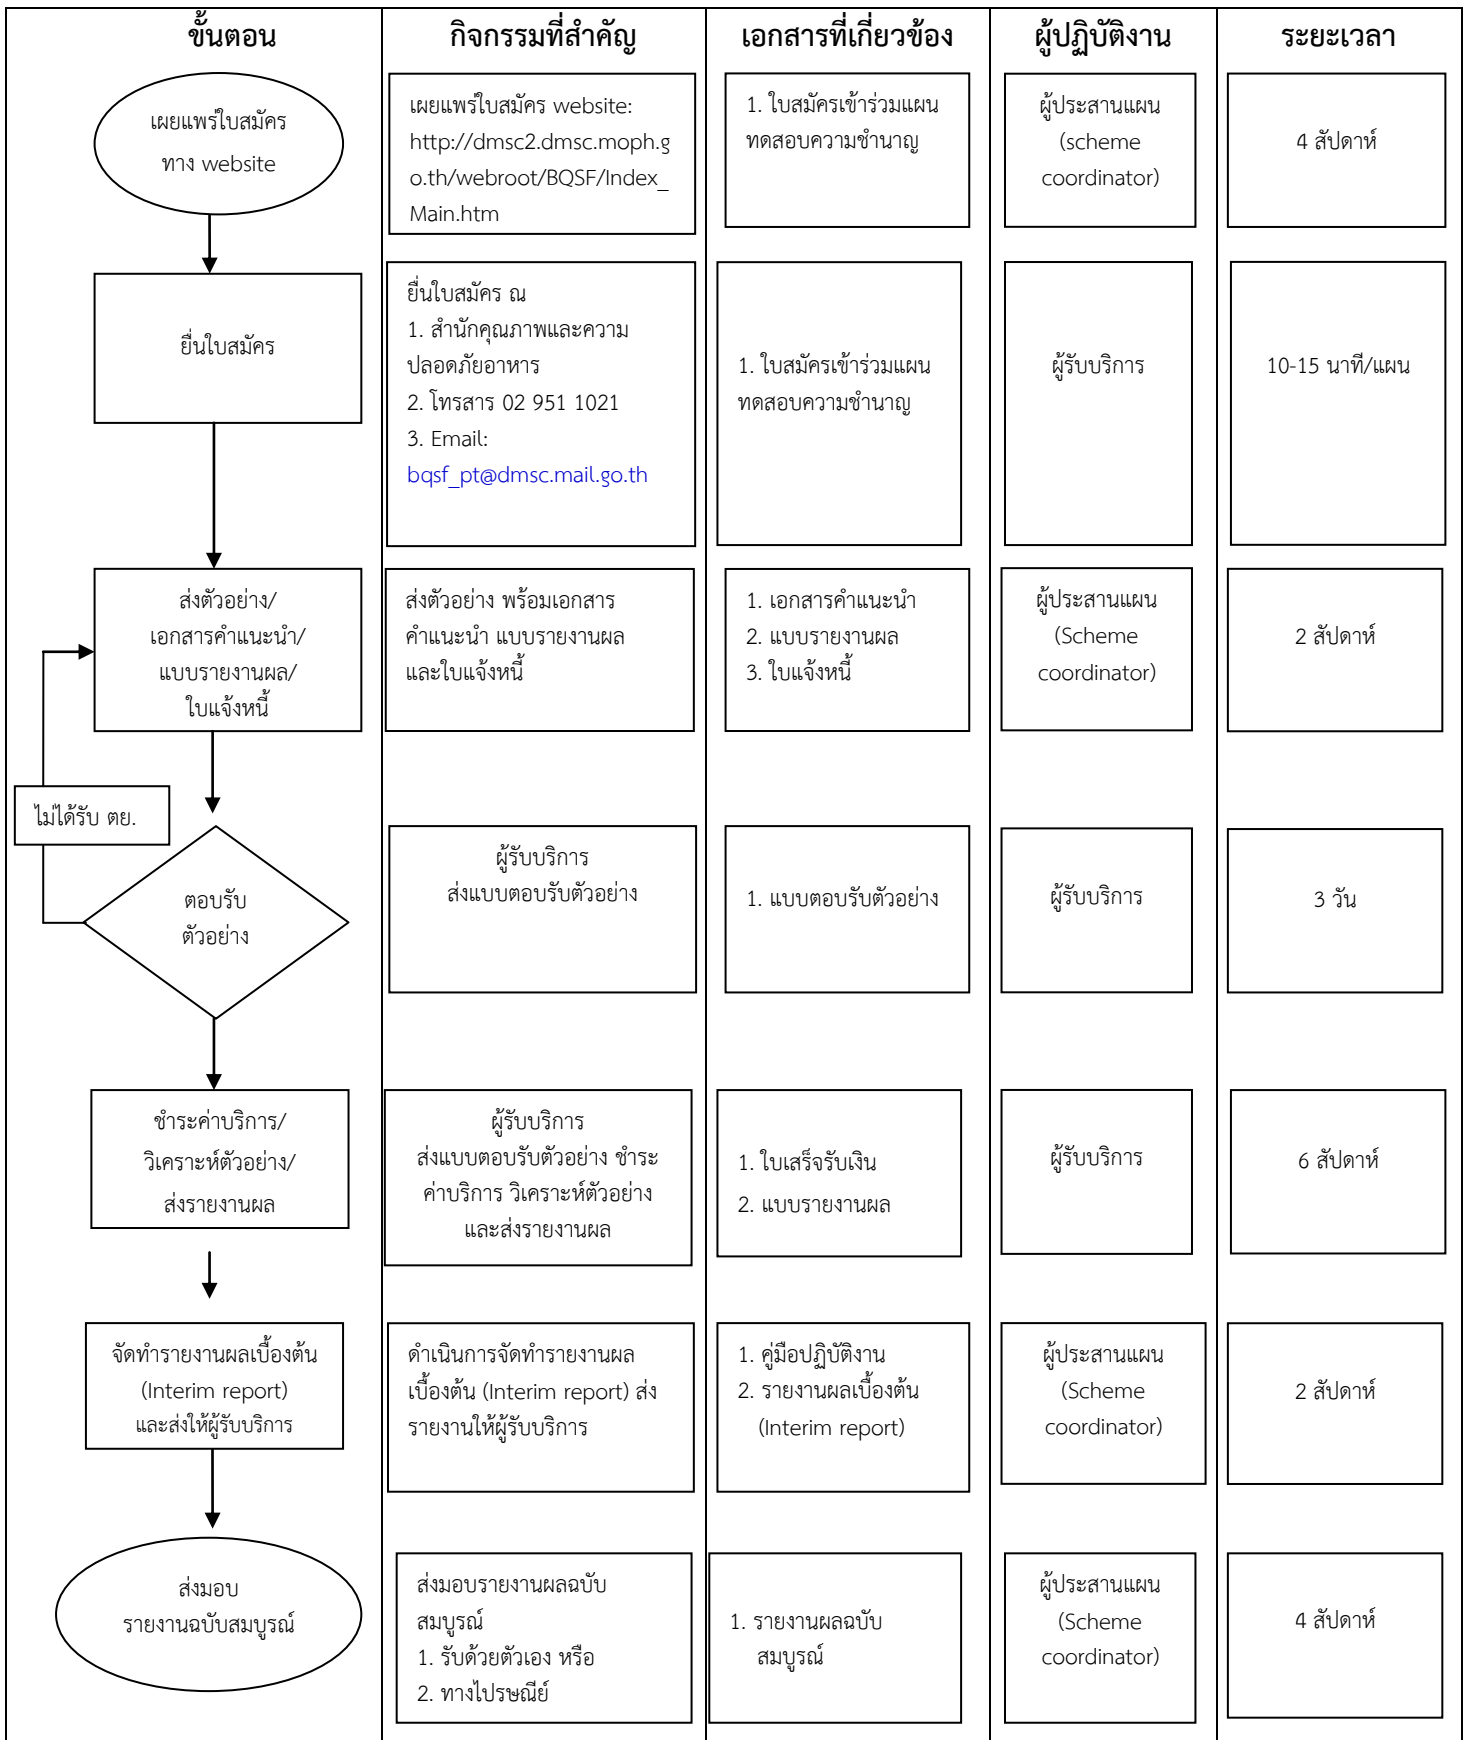 ขั้นตอน
กิจกรรมที่สำคัญ
เอกสารที่เกี่ยวข้อง
ผู้ปฏิบัติงาน
ระยะเวลา
เผยแพร่ใบสมัคร
ทาง website
เผยแพร่ใบสมัคร website:
http://dmsc2.dmsc.moph.g
o.th/webroot/BQSF/Index_
Main.htm
1. ใบสมัครเข้าร่วมแผน
ทดสอบความชำนาญ
ผู้ประสานแผน
(scheme
coordinator)
4 สัปดาห์
ยื่นใบสมัคร
ยื่นใบสมัคร ณ
1. สำนักคุณภาพและความ
ปลอดภัยอาหาร
2. โทรสาร 02 951 1021
3. Email:
bqsf_pt@dmsc.mail.go.th
1. ใบสมัครเข้าร่วมแผน
ทดสอบความชำนาญ
ผู้รับบริการ
10-15 นาที/แผน
ส่งตัวอย่าง/
เอกสารคำแนะนำ/
แบบรายงานผล/
ใบแจ้งหนี้
ส่งตัวอย่าง พร้อมเอกสาร
คำแนะนำ แบบรายงานผล
และใบแจ้งหนี้
1. เอกสารคำแนะนำ
2. แบบรายงานผล
3. ใบแจ้งหนี้
ผู้ประสานแผน
(Scheme
coordinator)
2 สัปดาห์
ไม่ได้รับ ตย.
ตอบรับ
ตัวอย่าง
ผู้รับบริการ
ส่งแบบตอบรับตัวอย่าง
1. แบบตอบรับตัวอย่าง
ผู้รับบริการ
3 วัน
ชำระค่าบริการ/
วิเคราะห์ตัวอย่าง/
ส่งรายงานผล
ผู้รับบริการ
ส่งแบบตอบรับตัวอย่าง ชำระ
ค่าบริการ วิเคราะห์ตัวอย่าง
และส่งรายงานผล
1. ใบเสร็จรับเงิน
2. แบบรายงานผล
ผู้รับบริการ
6 สัปดาห์
จัดทำรายงานผลเบื้องต้น
(Interim report)
และส่งให้ผู้รับบริการ
ดำเนินการจัดทำรายงานผล
เบื้องต้น (Interim report) ส่ง
รายงานให้ผู้รับบริการ
1. คู่มือปฏิบัติงาน
2. รายงานผลเบื้องต้น
(Interim report)
ผู้ประสานแผน
(Scheme
coordinator)
2 สัปดาห์
ส่งมอบ
รายงานฉบับสมบูรณ์
ส่งมอบรายงานผลฉบับ
สมบูรณ์
1. รับด้วยตัวเอง หรือ
2. ทางไปรษณีย์
1. รายงานผลฉบับ
สมบูรณ์
ผู้ประสานแผน
(Scheme
coordinator)
4 สัปดาห์